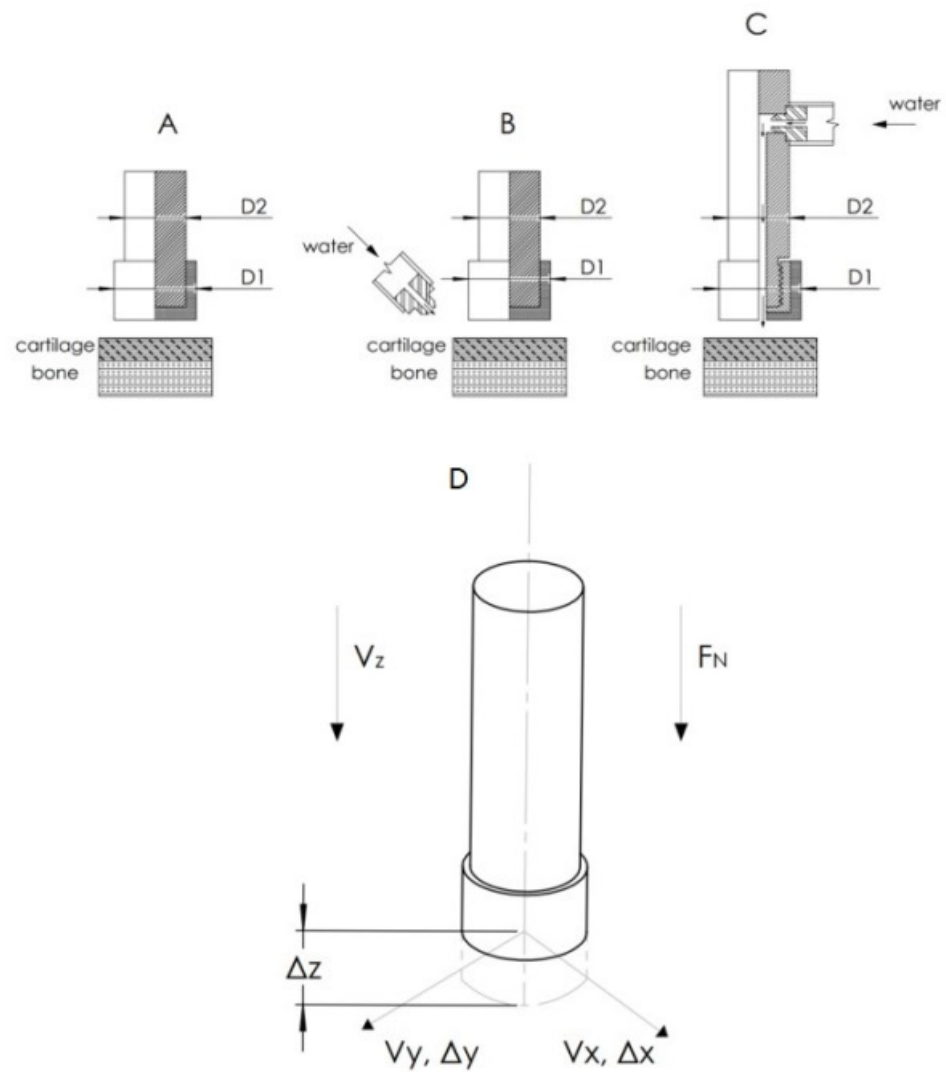 A
D2
D1
cartilage
bone
B
water
D2
D1
cartilage
bone
C
water
D2
D1
cartilage
bone
D
Vz
FN
Δz
Vy, Δy
Vx, Δx